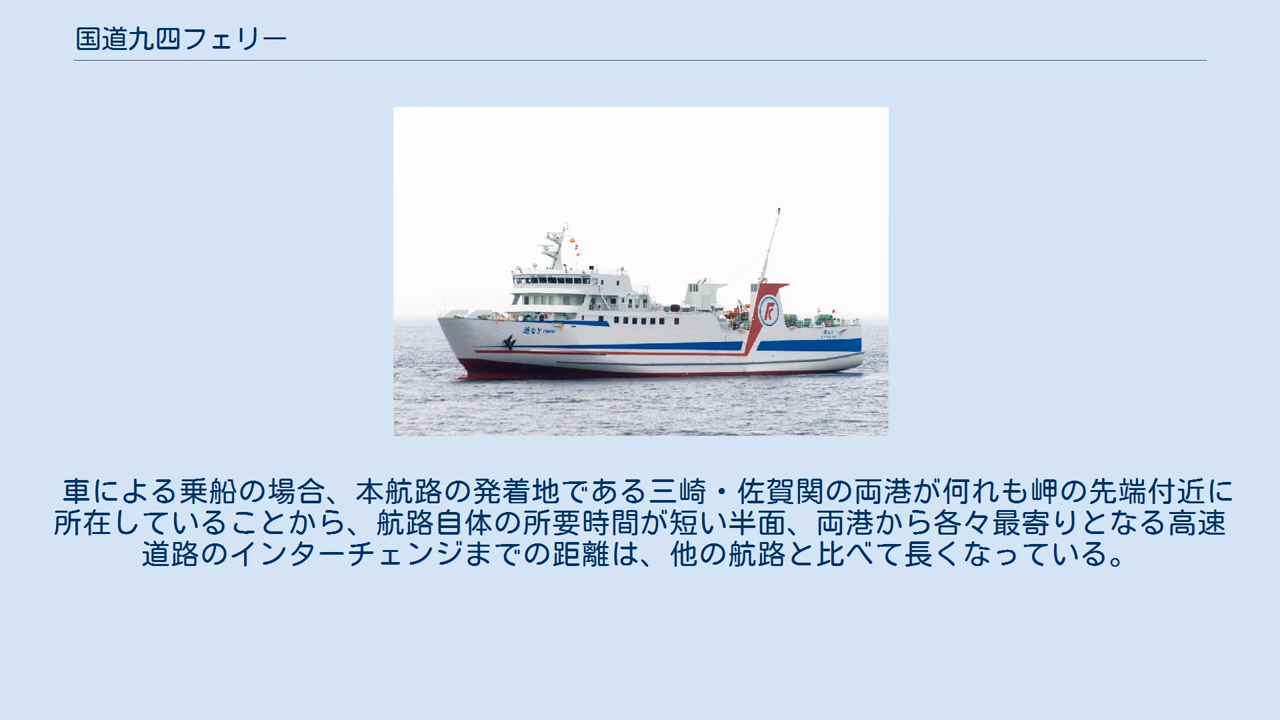 国道九四フェリー
遊なぎ
車による乗船の場合、本航路の発着地である三崎・佐賀関の両港が何れも岬の先端付近に
所在していることから、航路自体の所要時間が短い半面、両港から各々最寄りとなる高速
道路のインターチェンジまでの距離は、他の航路と比べて長くなっている。